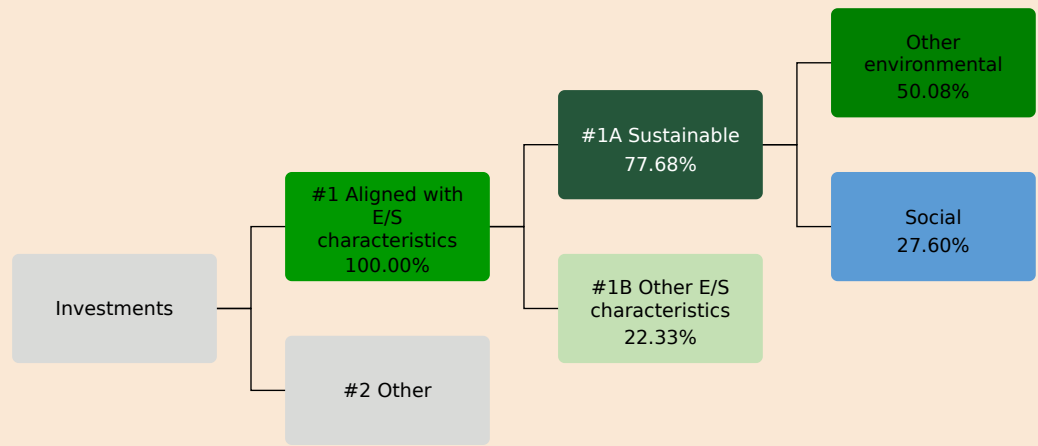 Investments
#1 Aligned with
E/S
characteristics
100.00%
#2 Other
#1A Sustainable
77.68%
#1B Other E/S
characteristics
22.33%
Other
environmental
50.08%
Social
27.60%